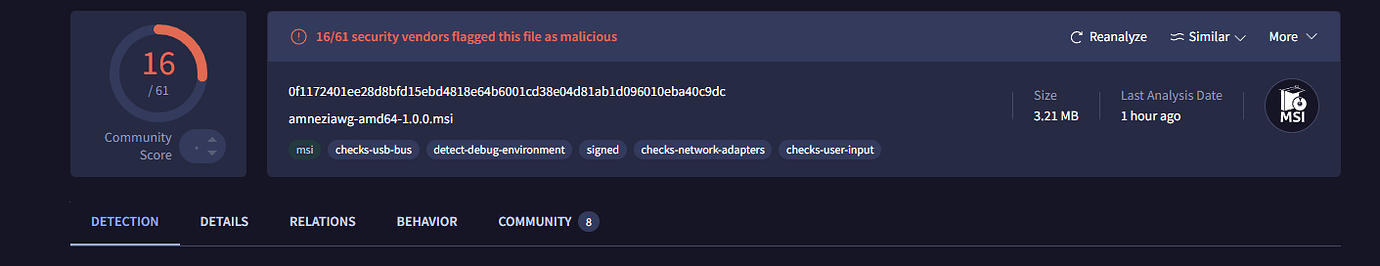 16
/ 61
Community
Score
16/61 security vendors flagged this file as malicious
Reanalyze
Similar
More
0f1172401ee28d8bfd15ebd4818e64b6001cd38e04d81ab1d096010eba40c9dc
amneziawg-amd64-1.0.0.msi
msi checks-usb-bus detect-debug-environment signed checks-network-adapters checks-user-input
Size
3.21 MB
Last Analysis Date
1 hour ago
MSI
DETECTION DETAILS RELATIONS BEHAVIOR COMMUNITY 8